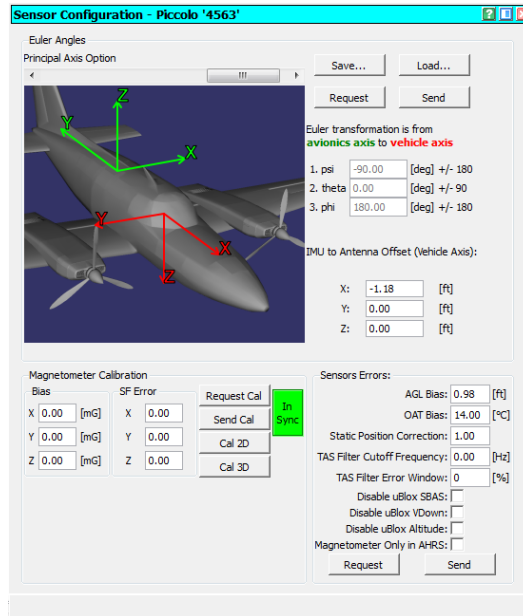 Sensor Configuration - Piccolo '4563'
Euler Angles
Principal Axis Option
Z
Y
X
Y
X
Z
Save... Load...
Request Send
Euler transformation is from
avionics axis to vehicle axis
1. psi -90.00 [deg] +/- 180
2. theta 0.00 [deg] +/- 90
3. phi 180.00 [deg] +/- 180
IMU to Antenna Offset (Vehicle Axis):
X: -1.18 [ft]
Y: 0.00 [ft]
Z: 0.00 [ft]
Magnetometer Calibration
Bias SF Error
X 0.00 [mG] X 0.00
Y 0.00 [mG] Y 0.00
Z 0.00 [mG] Z 0.00
Request Cal
Send Cal
Cal 2D
Cal 3D
In
Sync
Sensors Errors:
AGL Bias: 0.98 [ft]
OAT Bias: 14.00 [°C]
Static Position Correction: 1.00
TAS Filter Cutoff Frequency: 0.00 [Hz]
TAS Filter Error Window: 0 [%]
Disable uBlox SBAS:
Disable uBlox VDown:
Disable uBlox Altitude:
Magnetometer Only in AHRS:
Request Send